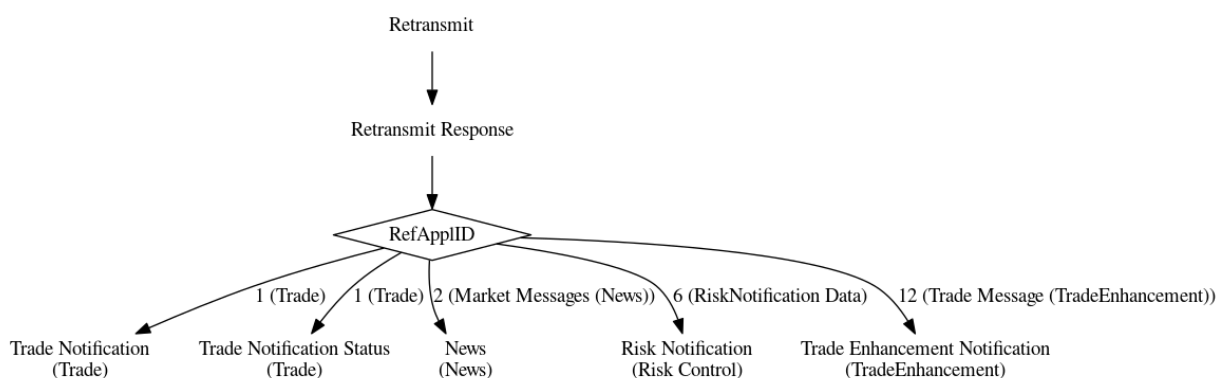 Retransmit
Retransmit Response
RefApplID
1 (Trade)
1 (Trade)
2 (Market Messages (News))
6 (RiskNotification Data)
12 (Trade Message (TradeEnhancement))
Trade Notification
(Trade)
Trade Notification Status
(Trade)
News
(News)
Risk Notification
(Risk Control)
Trade Enhancement Notification
(TradeEnhancement)